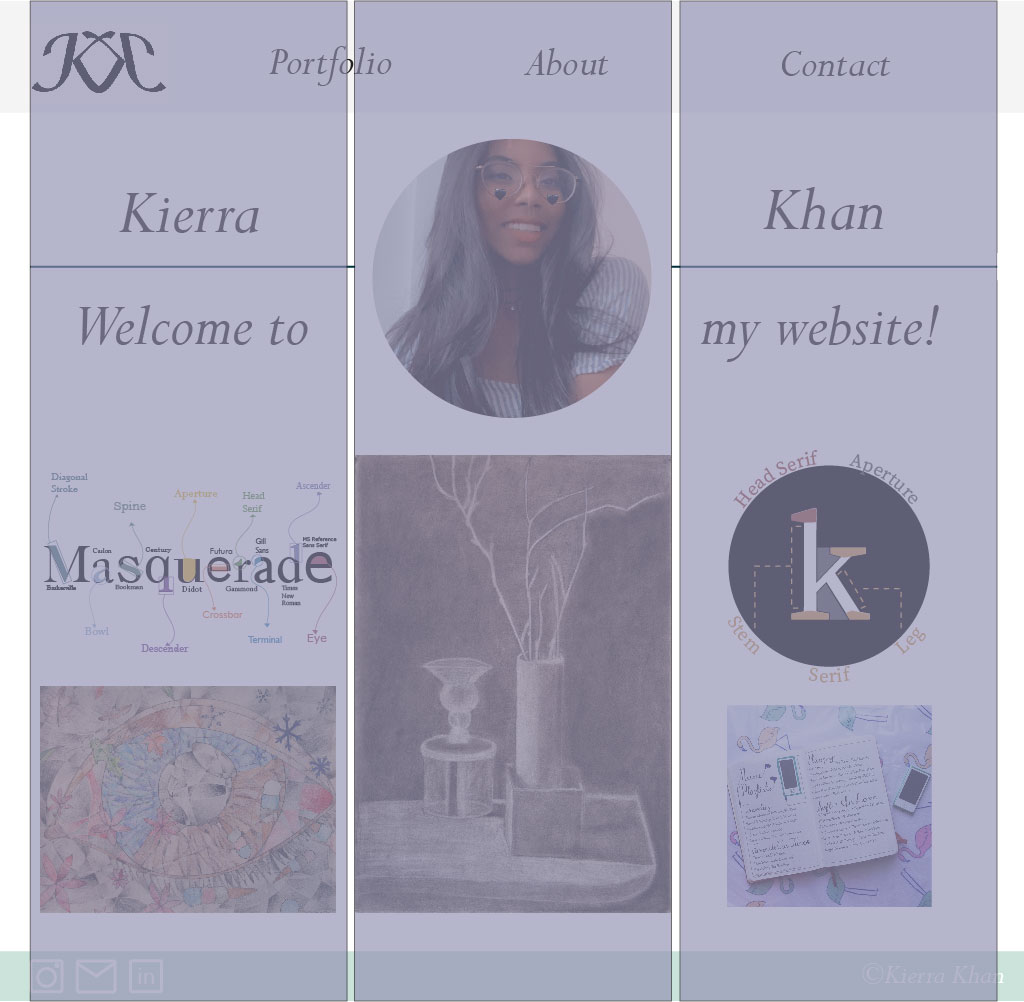 Portfolio
About
Contact
Kierra
Khan
Welcome to
my website!
Diagonal
Stroke
Spine
Aperture
Head
Serif
Ascender
Caslon
Century
Futura
Gill
Sans
MS Reference
Sans Serif
Masquerade
Baskerville
Bookman
Didot
Garamond
Times
New
Roman
Bowl
Descender
Crossbar
Terminal
Eye
Head Serif
Aperture
k
Stem
Serif
Leg
in
©Kierra Khan